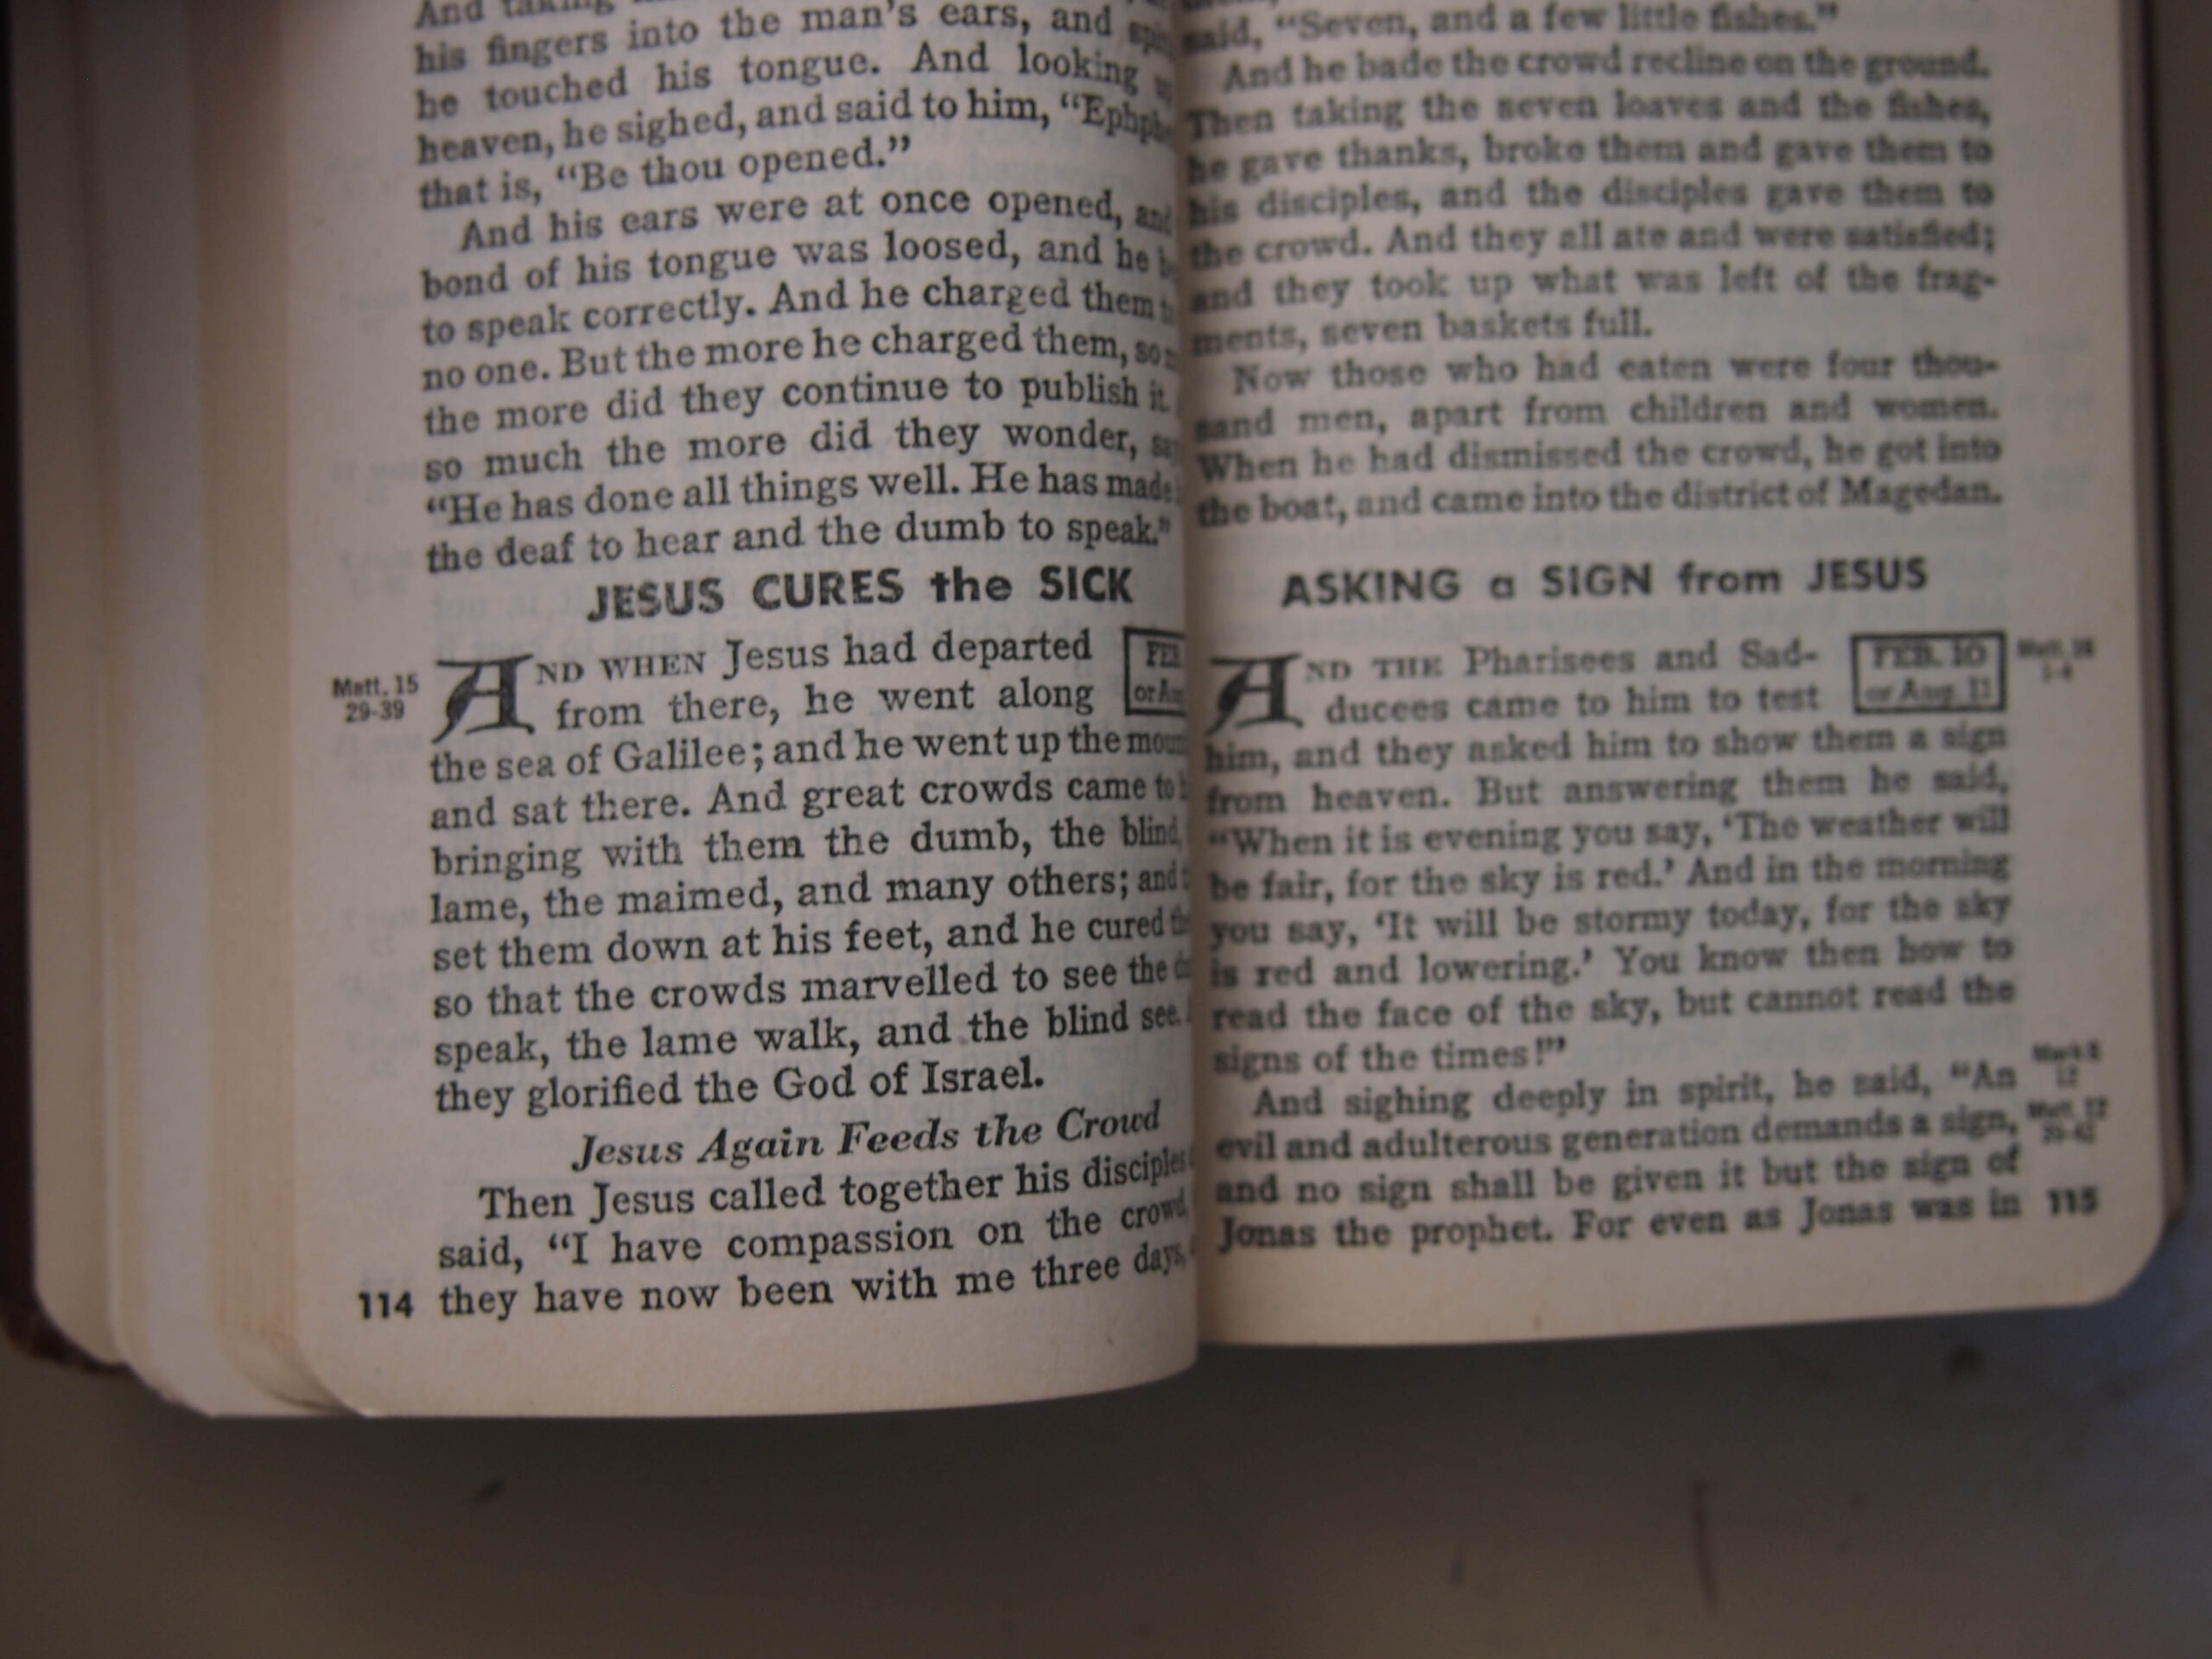 And taking
his fingers into the man's ears, and
he touched his tongue. And looking
heaven, he sighed, and said to him,
that is, "Be thou opened."
And his ears were at once opened,
bond of his tongue was loosed, and he
to speak correctly. And he charged them
no one. But the more he charged them, so
the more did they continue to publish it.
so much the more did they wonder,
"He has done all things well. He has made
the deaf to hear and the dumb to speak."
JESUS CURES the SICK
Matt. 15
29-39
AND WHEN Jesus had departed
from there, he went along
the sea of Galilee; and he went up the
and sat there. And great crowds came to
bringing with them the dumb, the blind,
lame, the maimed, and many others; and
set them down at his feet, and he cured
so that the crowds marvelled to see the
speak, the lame walk, and the blind see.
they glorified the God of Israel.
Jesus Again Feeds the Crowd
Then Jesus called together his disciples
said, "I have compassion on the crowd,
they have now been with me three days,
114
said, "Seven, and a few little fishes."
And he bade the crowd recline on the ground.
Then taking the seven loaves and the fishes,
he gave thanks, broke them and gave them to
his disciples, and the disciples gave them to
the crowd. And they all ate and were satisfied;
and they took up what was left of the frag-
ments, seven baskets full.
Now those who had eaten were four thou-
sand men, apart from children and women.
When he had dismissed the crowd, he got into
the boat, and came into the district of Magedan.
ASKING a SIGN from JESUS
AND THE Pharisees and Sad-
ducees came to him to test
FEB. 10
or Aug. 11
Matt. 16
1-4
him, and they asked him to show them a sign
from heaven. But answering them he said,
"When it is evening you say, 'The weather will
be fair, for the sky is red.' And in the morning
you say, 'It will be stormy today, for the sky
is red and lowering.' You know then how to
read the face of the sky, but cannot read the
signs of the times!"
And sighing deeply in spirit, he said, "An
Mark 8
12
evil and adulterous generation demands a sign,
Matt. 12
39-42
and no sign shall be given it but the sign of
Jonas the prophet. For even as Jonas was in
115